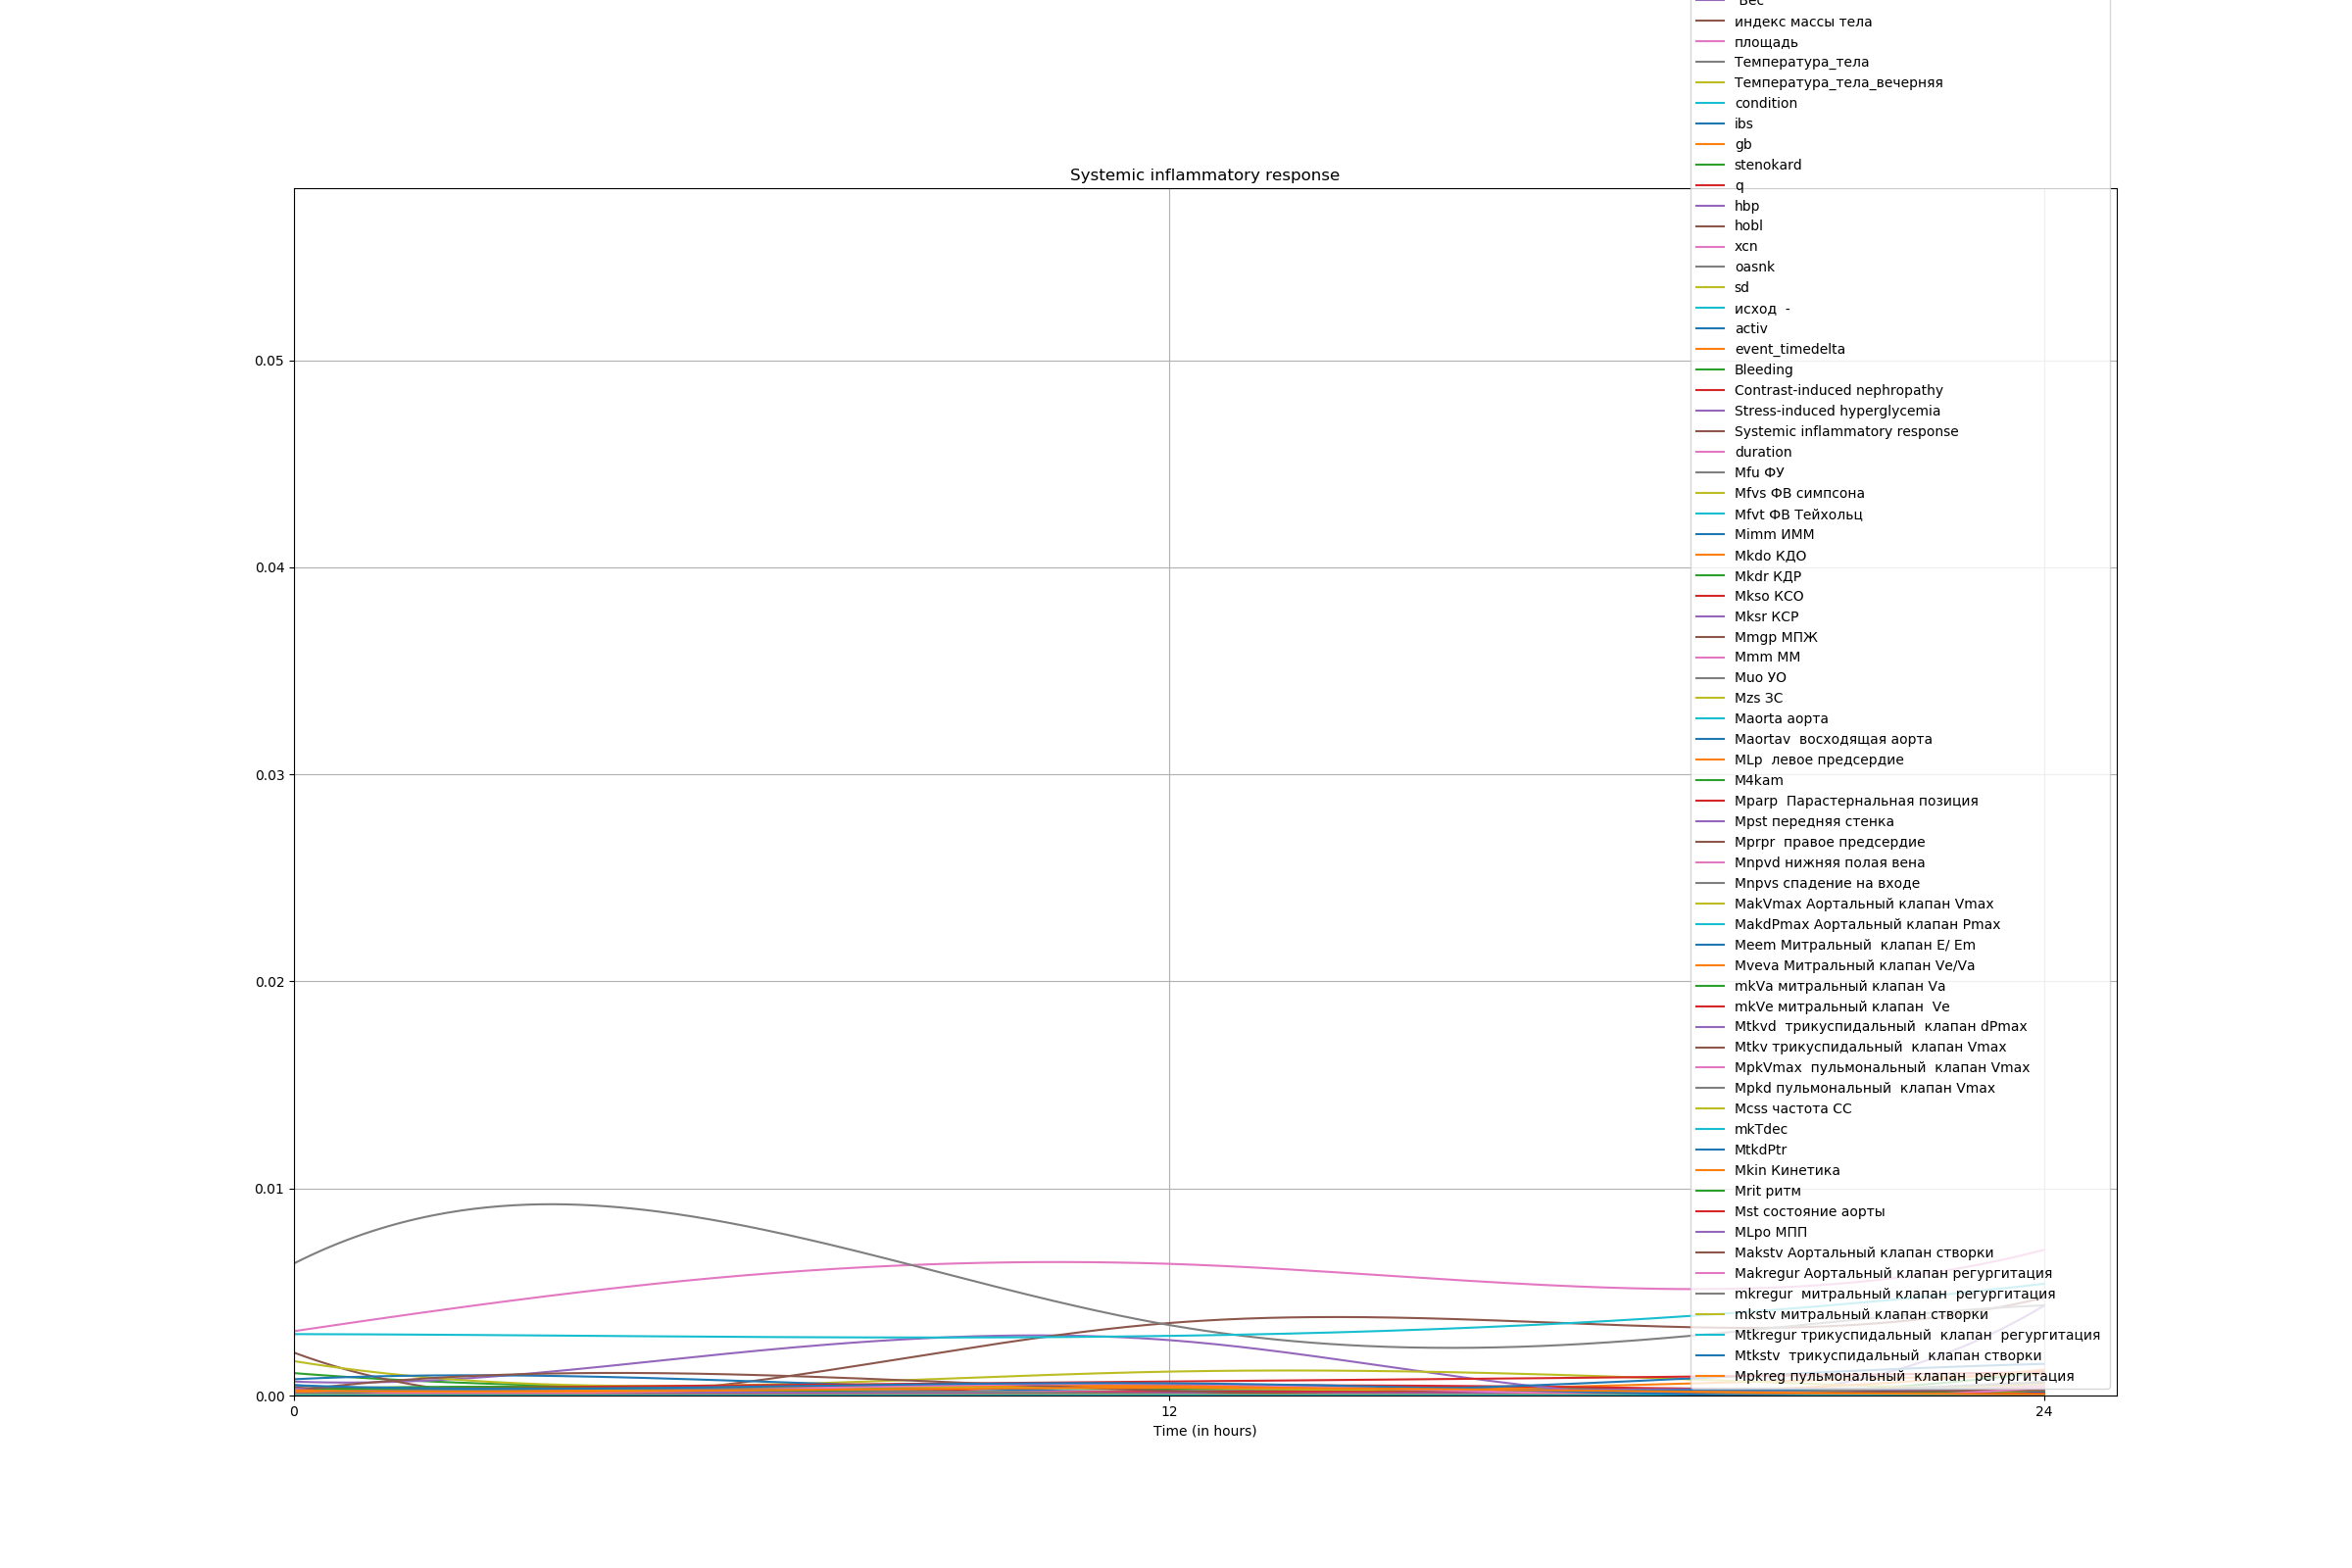 Вес
индекс массы тела
площадь
Температура_тела
Температура_тела_вечерняя
condition
ibs
gb
stenokard
Systemic inflammatory response
q
hbp
hobl
xcn
oasnk
sd
исход  -
activ
event_timedelta
0.05
Bleeding
Contrast-induced nephropathy
Stress-induced hyperglycemia
Systemic inflammatory response
duration
Mfu ФУ
Mfvs ФВ симпсона
Mfvt ФВ Тейхольц
Mimm ИММ
Mkdo КДО
0.04
Mkdr КДР
Mkso КСО
Mksr КСР
Mmgp МПЖ
Mmm ММ
Muo УО
Mzs ЗС
Maorta аорта
Maortav  восходящая аорта
MLp  левое предсердие
0.03
M4kam
Mparp  Парастернальная позиция
Mpst передняя стенка
Mprpr  правое предсердие
Mnpvd нижняя полая вена
Mnpvs спадение на входе
MakVmax Аортальный клапан Vmax
MakdPmax Аортальный клапан Pmax
Meem Митральный  клапан E/ Em
Mveva Митральный клапан Ve/Va
0.02
mkVa митральный клапан Va
mkVe митральный клапан  Ve
Mtkvd  трикуспидальный  клапан dPmax
Mtkv трикуспидальный  клапан Vmax
MpkVmax  пульмональный  клапан Vmax
Mpkd пульмональный  клапан Vmax
Mcss частота СС
mkTdec
MtkdPtr
Mkin Кинетика
0.01
Mrit ритм
Mst состояние аорты
MLpo МПП
Makstv Аортальный клапан створки
Makregur Аортальный клапан регургитация
mkregur  митральный клапан  регургитация
mkstv митральный клапан створки
Mtkregur трикуспидальный  клапан  регургитация
Mtkstv  трикуспидальный  клапан створки
Mpkreg пульмональный  клапан  регургитация
0.00
0 12 24
Time (in hours)